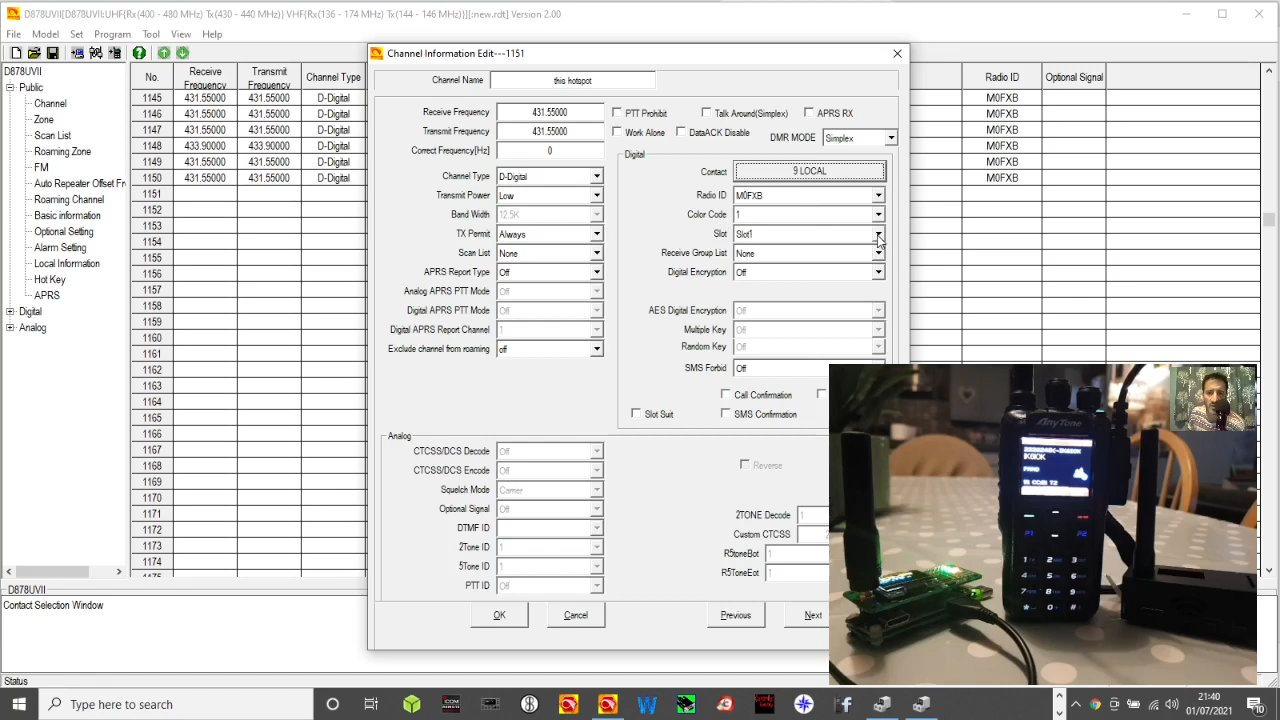 D878UVII[D878UVII:UHF{Rx(400 - 480 MHz) Tx(430 - 440 MHz)} VHF{Rx(136 - 174 MHz) Tx(144 - 146 MHz)}][:new.rdt] Version 2.00
File Model Set Program Tool View Help
D878UVII
Public
Channel
Zone
Scan List
Roaming Zone
FM
Auto Repeater Offset Fr
Roaming Channel
Basic information
Optional Setting
Alarm Setting
Local Information
Hot Key
APRS
Digital
Analog
No. Receive Frequency Transmit Frequency Channel Type Radio ID Optional Signal
1145 431.55000 431.55000 D-Digital M0FXB
1146 431.55000 431.55000 D-Digital M0FXB
1147 431.55000 431.55000 D-Digital M0FXB
1148 433.90000 433.90000 D-Digital M0FXB
1149 431.55000 431.55000 D-Digital M0FXB
1150 431.55000 431.55000 D-Digital M0FXB
1151
1152
1153
1154
1155
1156
1157
1158
1159
1160
1161
1162
1163
1164
1165
1166
1167
1168
1169
1170
1171
1172
1173
1174
1175
Channel Information Edit---1151
Channel Name this hotspot
Receive Frequency 431.55000
Transmit Frequency 431.55000
Correct Frequency[Hz] 0
Channel Type D-Digital
Transmit Power Low
Band Width 12.5K
TX Permit Always
Scan List None
APRS Report Type Off
Analog APRS PTT Mode Off
Digital APRS PTT Mode Off
Digital APRS Report Channel 1
Exclude channel from roaming off
PTT Prohibit Talk Around(Simplex) APRS RX
Work Alone DataACK Disable DMR MODE Simplex
Digital
Contact 9 LOCAL
Radio ID M0FXB
Color Code 1
Slot Slot1
Receive Group List None
Digital Encryption Off
AES Digital Encryption Off
Multiple Key Off
Random Key Off
SMS Forbid Off
Call Confirmation
Slot Suit SMS Confirmation
Analog
CTCSS/DCS Decode Off
CTCSS/DCS Encode Off
Squelch Mode Carrier
Optional Signal Off
DTMF ID
2Tone ID 1
5Tone ID 1
PTT ID Off
Reverse
2TONE Decode 1
Custom CTCSS
R5toneBot 1
R5ToneEot 1
OK Cancel Previous Next
AnyTone
P1 P2
D878UVII
Contact Selection Window
Status
Type here to search
21:40
01/07/2021
10